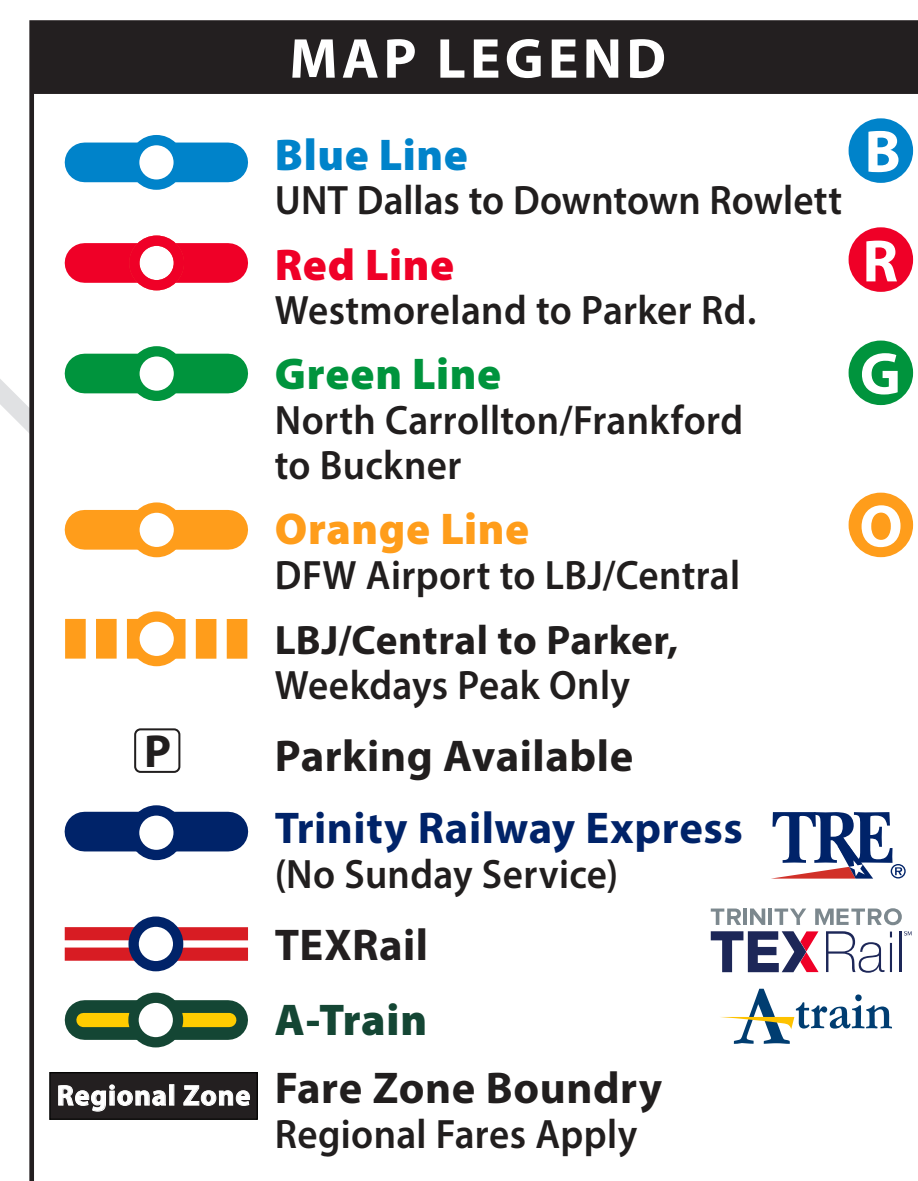 MAP LEGEND
Blue Line B
UNT Dallas to Downtown Rowlett
Red Line R
Westmoreland to Parker Rd.
Green Line G
North Carrollton/Frankford
to Buckner
Orange Line O
DFW Airport to LBJ/Central
LBJ/Central to Parker,
Weekdays Peak Only
P Parking Available
Trinity Railway Express TRE®
(No Sunday Service)
TRINITY METRO
TEXRail TEXRail℠
A-Train A-train
Regional Zone Fare Zone Boundry
Regional Fares Apply